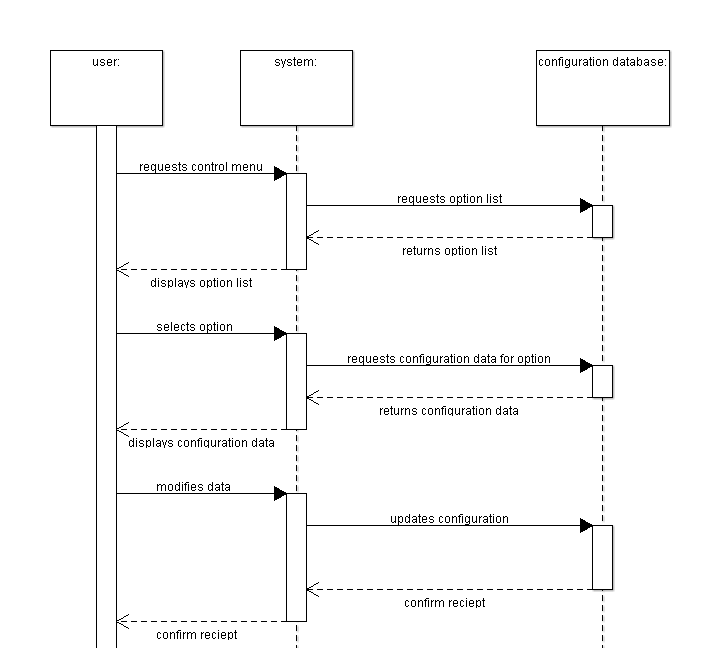 user:
system:
configuration database:
requests control menu
requests option list
returns option list
displays option list
selects option
requests configuration data for option
returns configuration data
displays configuration data
modifies data
updates configuration
confirm reciept
confirm reciept